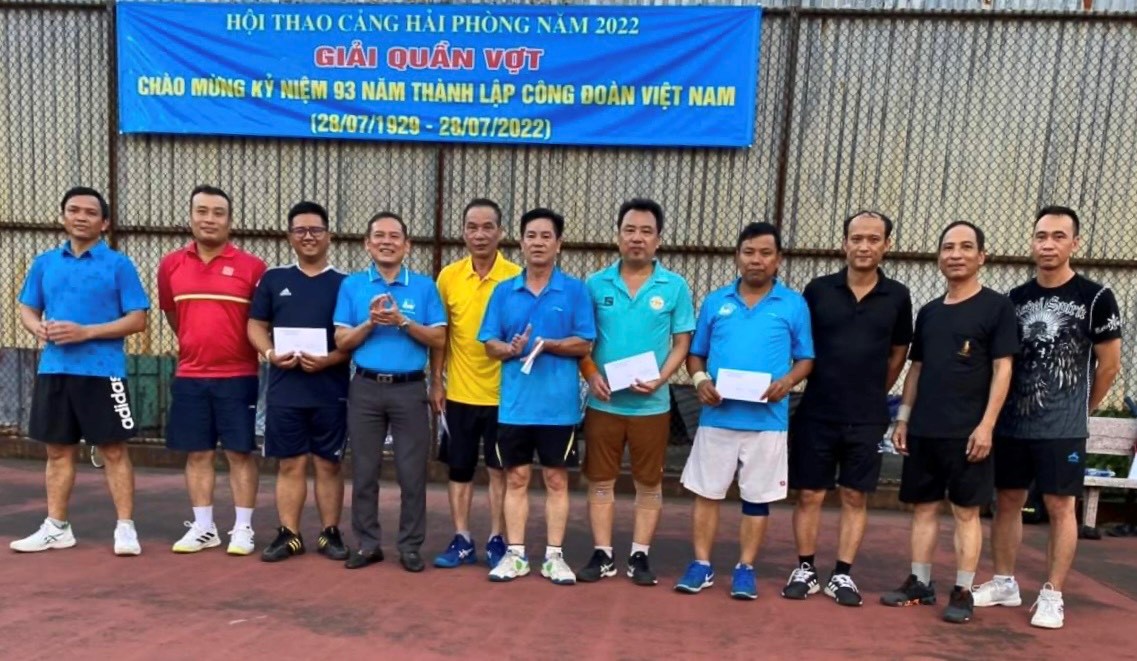 HỘI THAO CẢNG HẢI PHÒNG NĂM 2022
GIẢI QUẦN VỢT
CHÀO MỪNG KỶ NIỆM 93 NĂM THÀNH LẬP CÔNG ĐOÀN VIỆT NAM
(28/07/1929 - 28/07/2022)
adidas